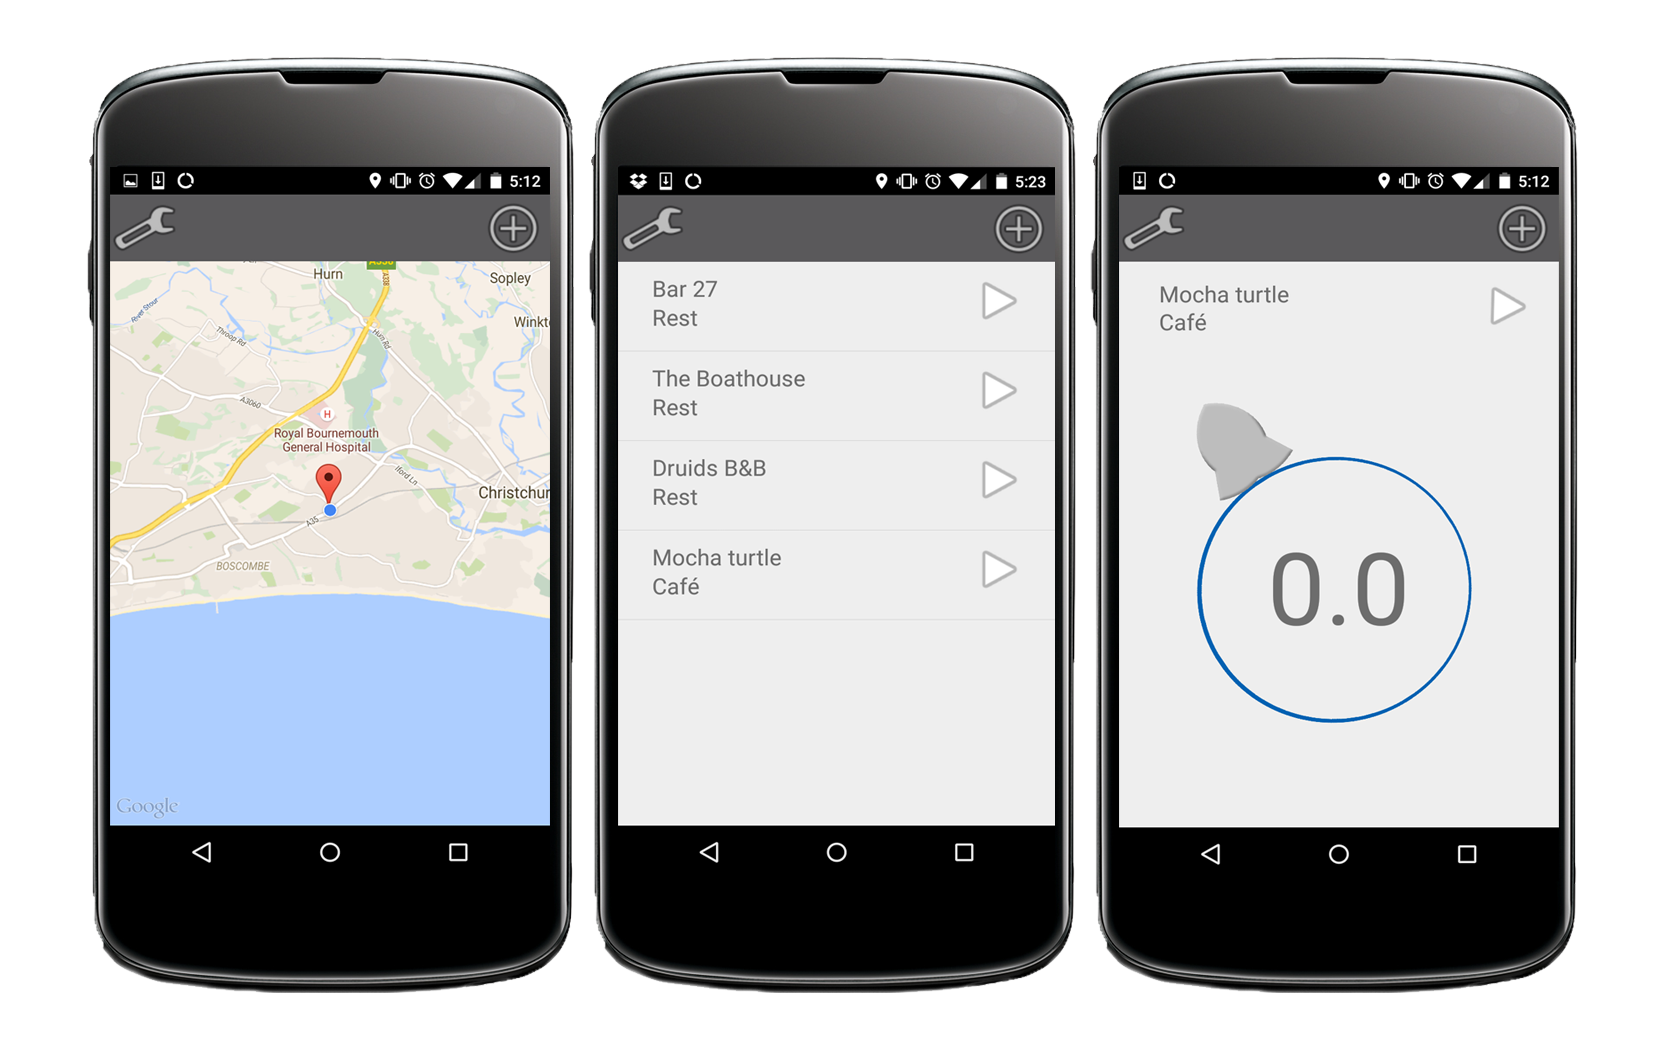 5:12
Hurn
A338
Sopley
River Stour
A338
Winkt
Throop Rd
Hurn Rd
A3060
H
Royal Bournemouth
General Hospital
Iford Ln
Christchur
A35
BOSCOMBE
Google
5:23
Bar 27
Rest
The Boathouse
Rest
Druids B&B
Rest
Mocha turtle
Café
5:12
Mocha turtle
Café
0.0